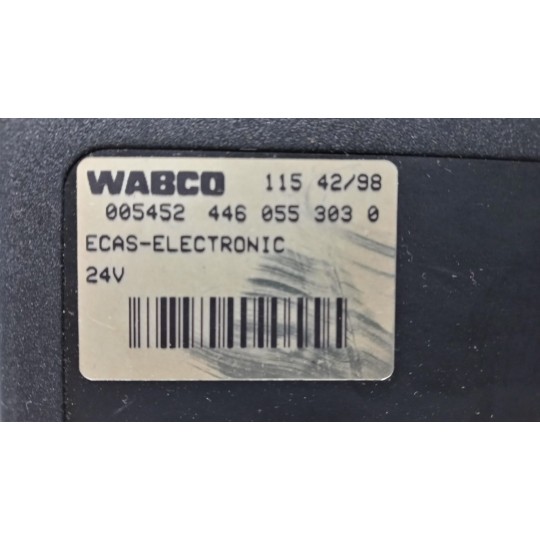 WABCO 115 42/98
005452 446 055 303 0
ECAS-ELECTRONIC
24V